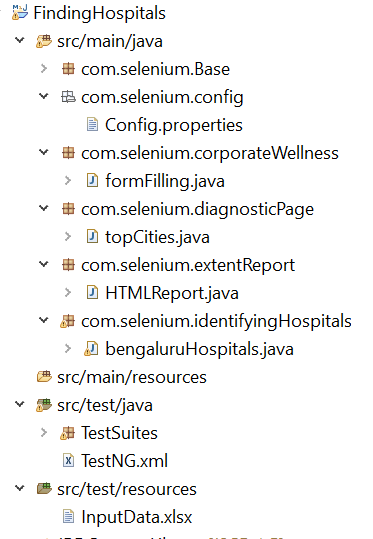 FindingHospitals
src/main/java
com.selenium.Base
com.selenium.config
Config.properties
com.selenium.corporateWellness
formFilling.java
com.selenium.diagnosticPage
topCities.java
com.selenium.extentReport
HTMLReport.java
com.selenium.identifyingHospitals
bengaluruHospitals.java
src/main/resources
src/test/java
TestSuites
TestNG.xml
src/test/resources
InputData.xlsx